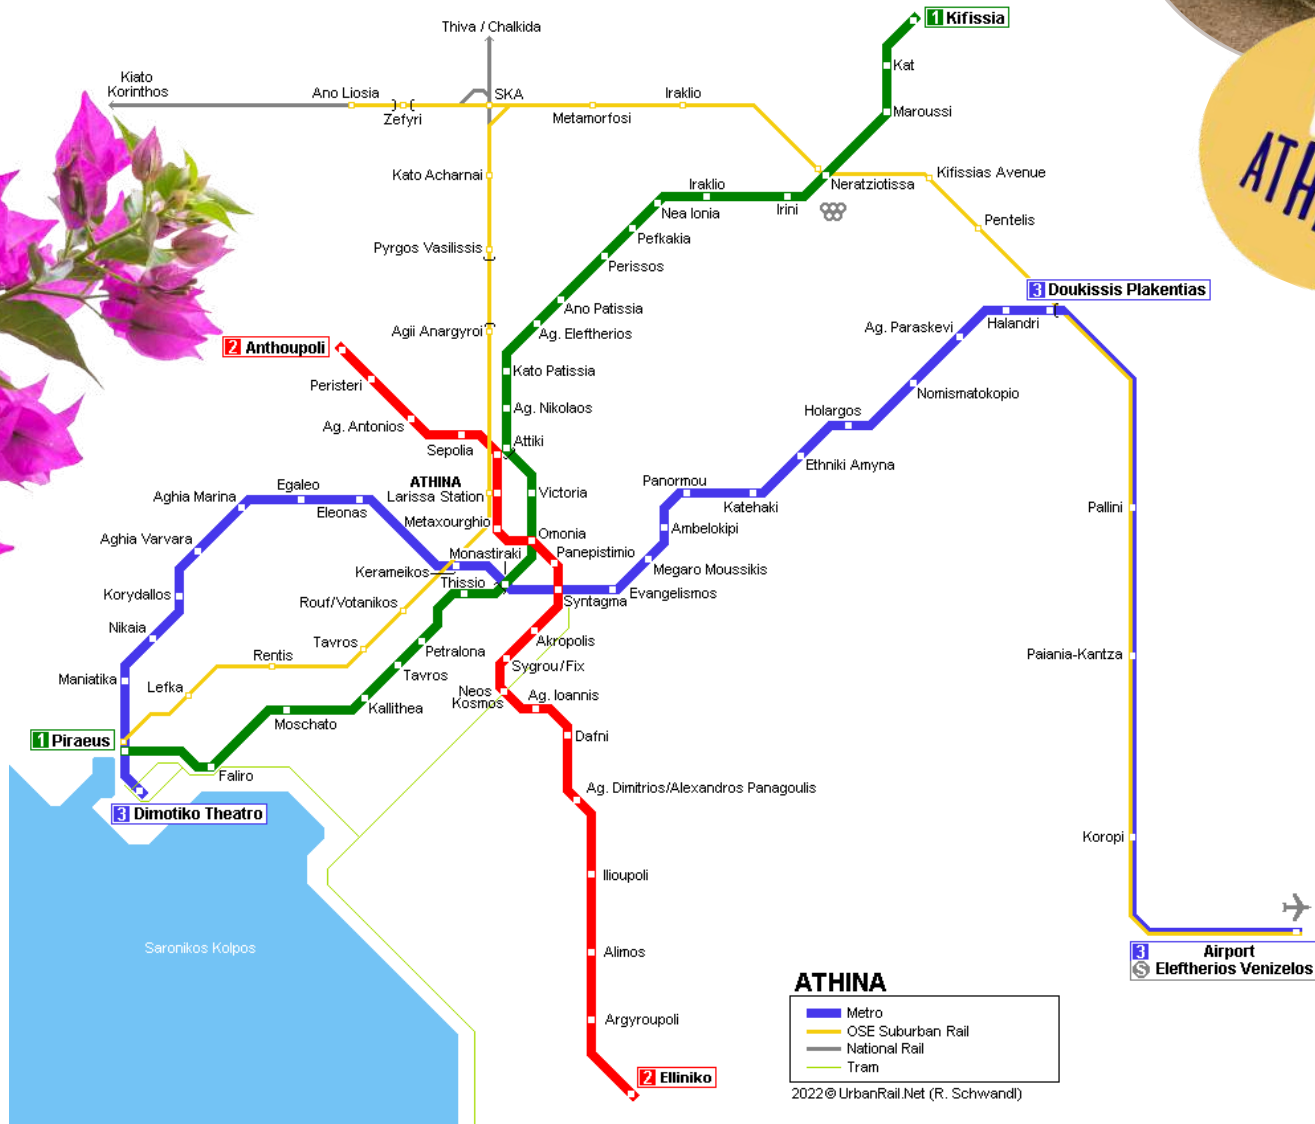 Thiva / Chalkida
1 Kifissia
Kiato
Korinthos
Ano Liosia
Zefyri
SKA
Metamorfosi
Iraklio
Kat
Maroussi
Kato Acharnai
Iraklio
Nea Ionia
Irini
Neratziotissa
Kifissias Avenue
Pentelis
Pefkakia
Perissos
Pyrgos Vasilissis
3 Doukissis Plakentias
Ano Patissia
Ag. Eleftherios
Agii Anargyroi
Ag. Paraskevi
Halandri
2 Anthoupoli
Peristeri
Kato Patissia
Nomismatokopio
Ag. Antonios
Ag. Nikolaos
Holargos
Sepolia
Attiki
Ethniki Amyna
ATHINA
Larissa Station
Victoria
Panormou
Katehaki
Aghia Marina
Egaleo
Eleonas
Metaxourghio
Omonia
Ambelokipi
Pallini
Aghia Varvara
Monastiraki
Panepistimio
Kerameikos
Thissio
Megaro Moussikis
Korydallos
Rouf/Votanikos
Syntagma
Evangelismos
Nikaia
Tavros
Petralona
Akropolis
Rentis
Tavros
Sygrou/Fix
Paiania-Kantza
Maniatika
Lefka
Kallithea
Neos
Kosmos
Ag. Ioannis
Moschato
Dafni
1 Piraeus
Faliro
Ag. Dimitrios/Alexandros Panagoulis
3 Dimotiko Theatro
Koropi
Ilioupoli
Saronikos Kolpos
Alimos
3 Airport
S Eleftherios Venizelos
Argyroupoli
2 Elliniko
ATHINA
Metro
OSE Suburban Rail
National Rail
Tram
2022© UrbanRail.Net (R. Schwandl)